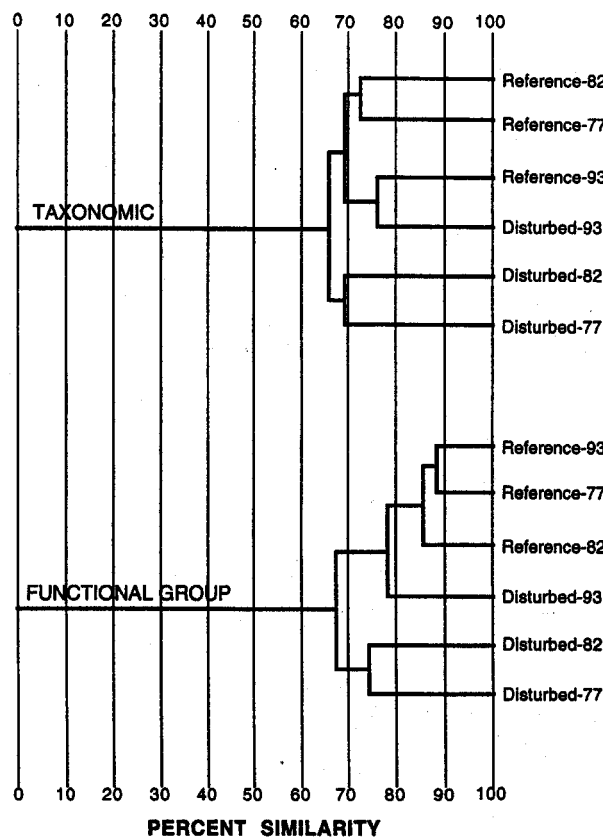 0 10 20 30 40 50 60 70 80 90 100
Reference-82
Reference-77
Reference-93
TAXONOMIC
Disturbed-93
Disturbed-82
Disturbed-77
Reference-93
Reference-77
Reference-82
FUNCTIONAL GROUP
Disturbed-93
Disturbed-82
Disturbed-77
0 10 20 30 40 50 60 70 80 90 100
PERCENT SIMILARITY